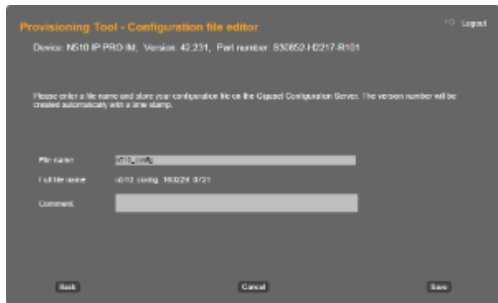 Provisioning Tool - Configuration file editor
Logout
Device: N510 IP PRO IM, Version: 42.231, Part number: S30852-H2217-R101
Please enter a file name and store your configuration file on the Gigaset Configuration Server. The version number will be
created automatically with a time stamp.
File name
n510_config
Full file name
n510_config_160229_0721
Comment
Back
Cancel
Save